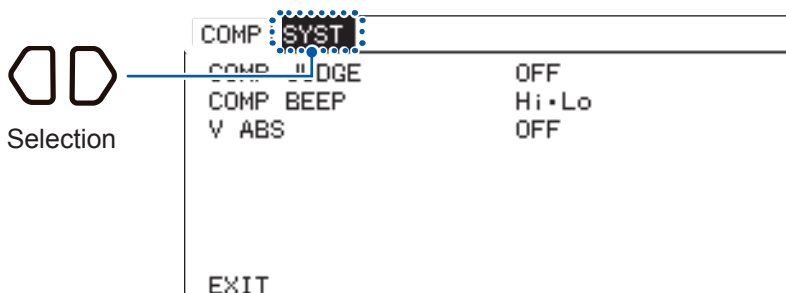 COMP SYST
COMP JUDGE OFF
COMP BEEP Hi・Lo
V ABS OFF
Selection
EXIT